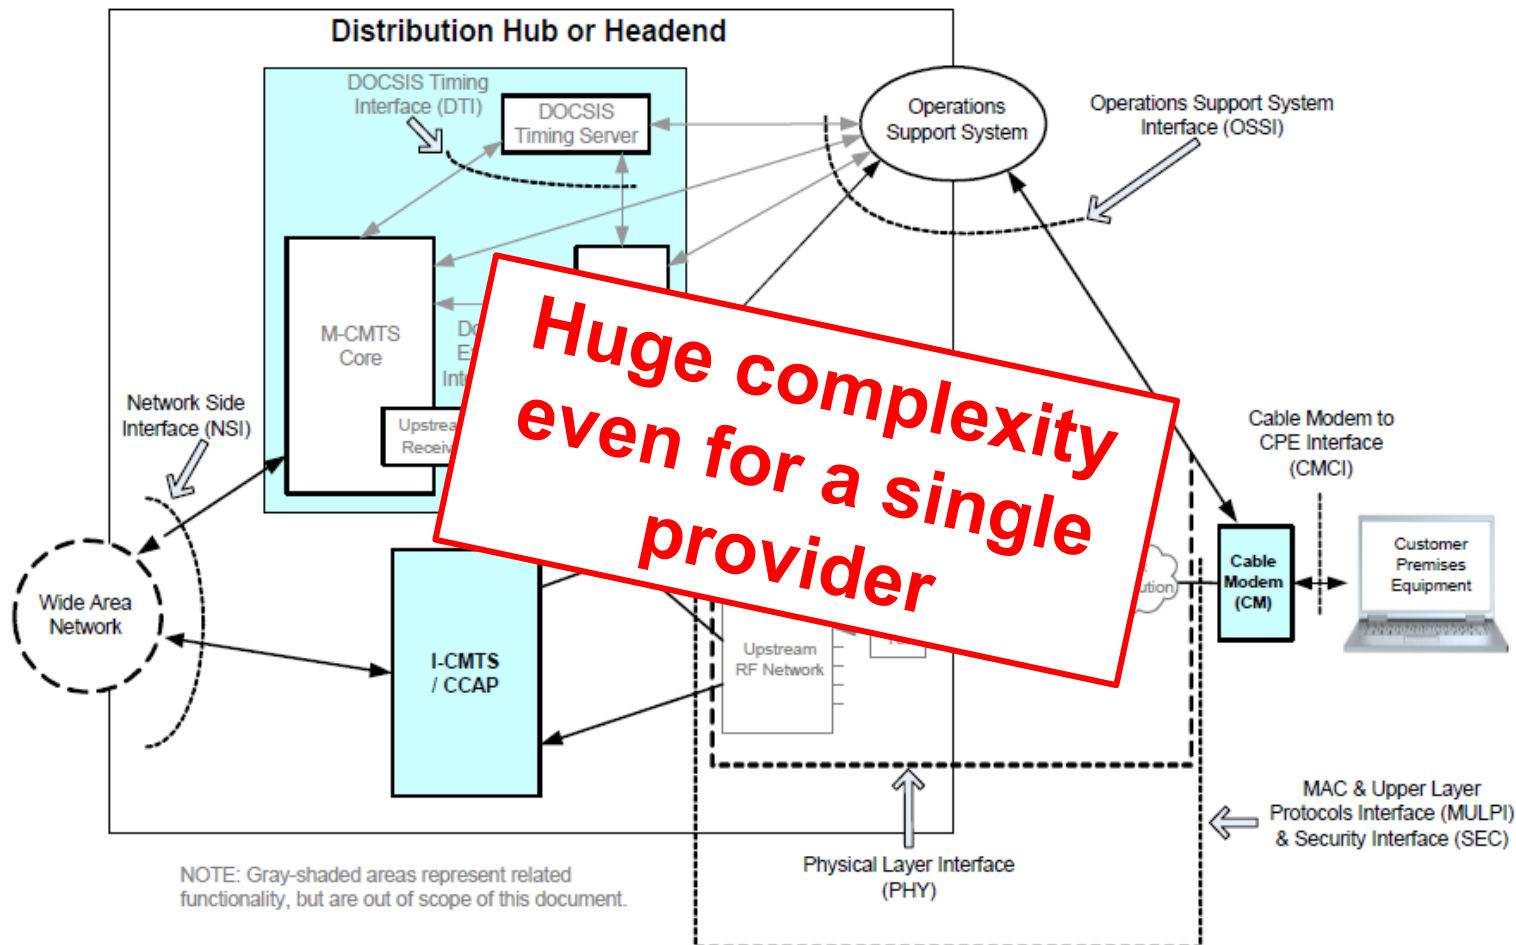 Distribution Hub or Headend
DOCSIS Timing
Interface (DTI)
DOCSIS
Timing Server
Operations
Support System
Operations Support System
Interface (OSSI)
M-CMTS
Core
Network Side
Interface (NSI)
Huge complexity
even for a single
provider
Cable Modem to
CPE Interface
(CMCI)
Cable
Modem
(CM)
Customer
Premises
Equipment
Wide Area
Network
I-CMTS
/ CCAP
Upstream
RF Network
MAC & Upper Layer
Protocols Interface (MULPI)
& Security Interface (SEC)
Physical Layer Interface
(PHY)
NOTE: Gray-shaded areas represent related
functionality, but are out of scope of this document.